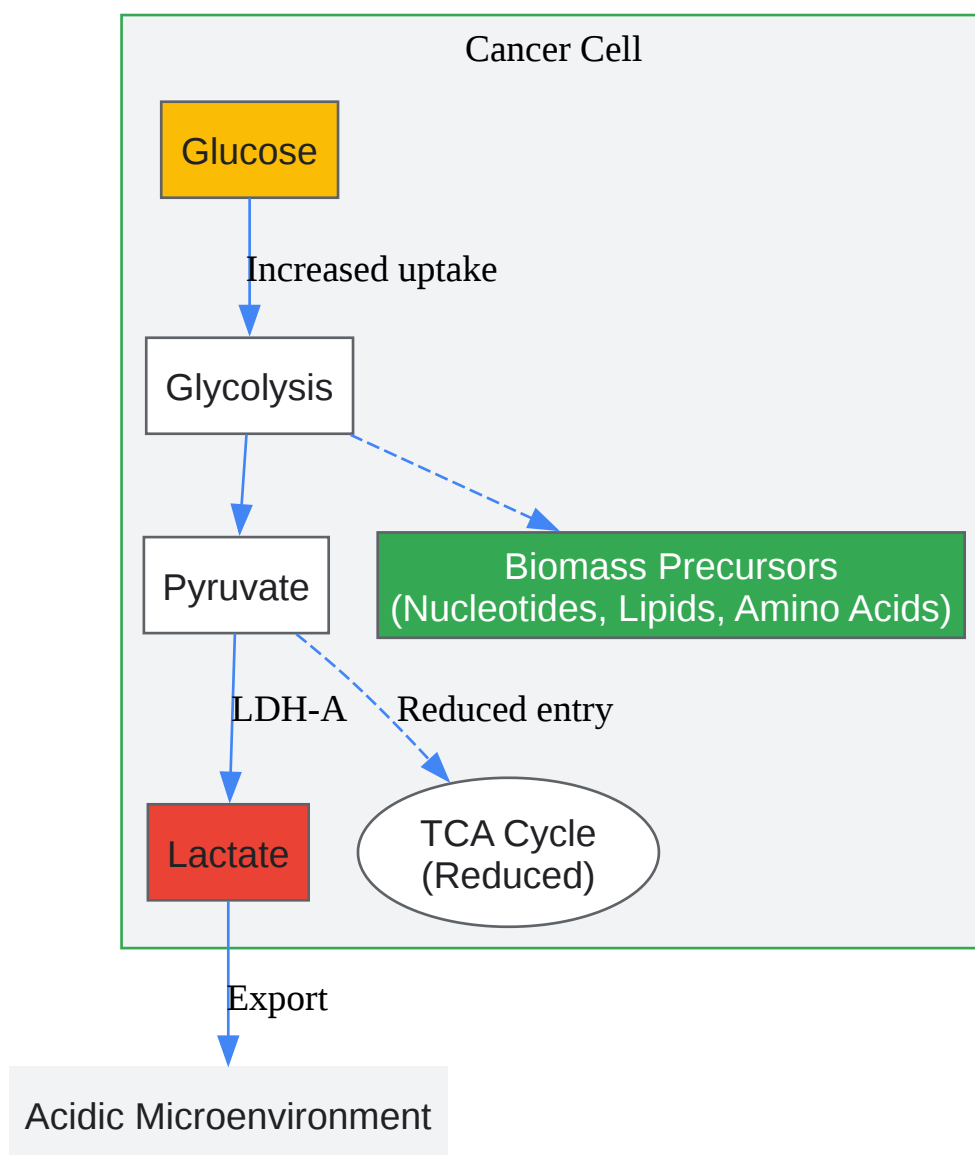 Cancer Cell
Glucose
Increased uptake
Glycolysis
Pyruvate
Biomass Precursors
(Nucleotides, Lipids, Amino Acids)
LDH-A
Reduced entry
Lactate
TCA Cycle
(Reduced)
Export
Acidic Microenvironment